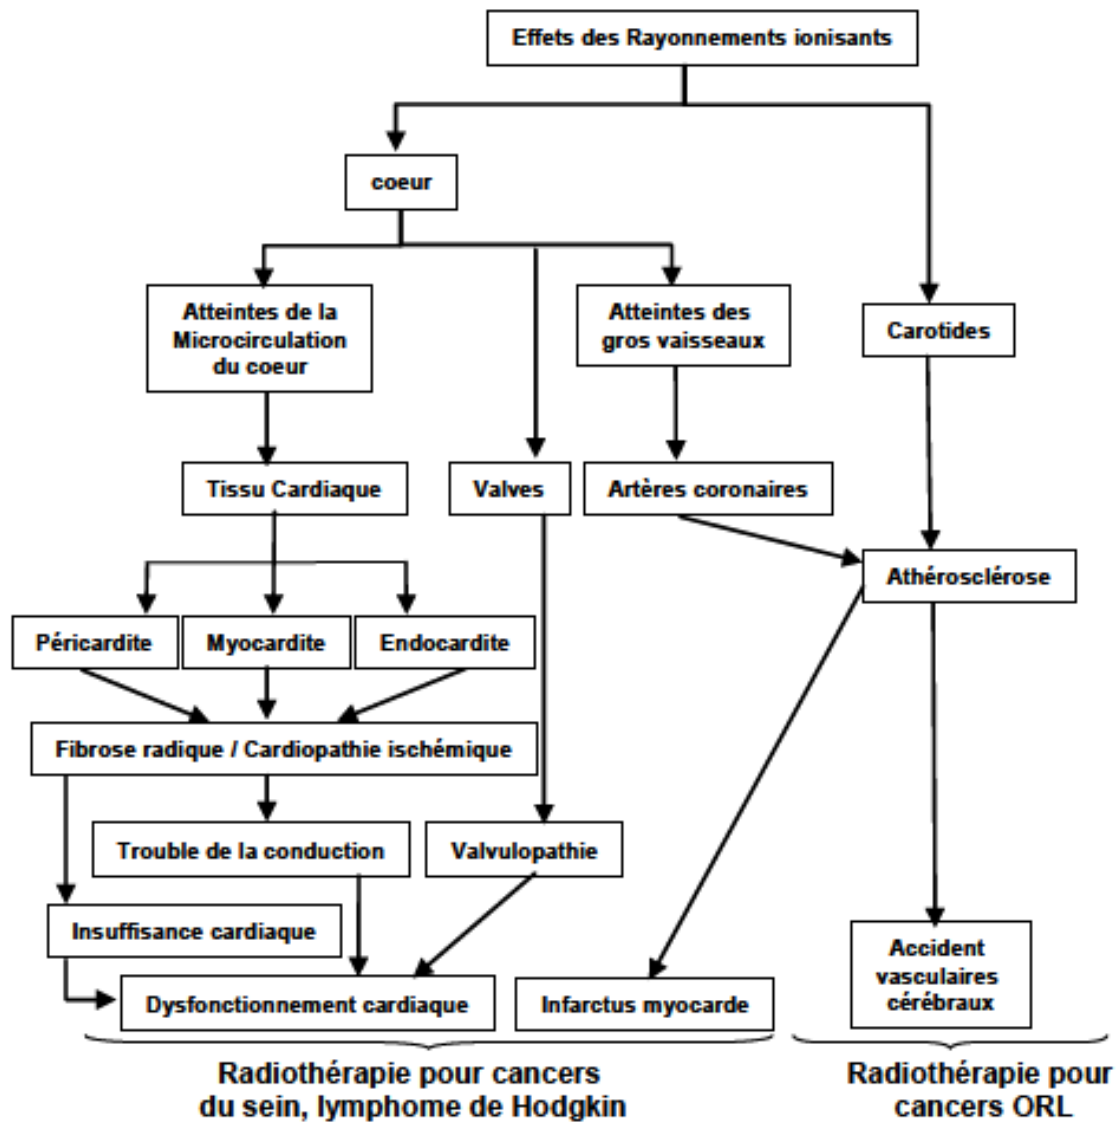 Effets des Rayonnements ionisants
coeur
Atteintes de la
Microcirculation
du coeur
Atteintes des
gros vaisseaux
Carotides
Tissu Cardiaque
Valves
Artères coronaires
Athérosclérose
Péricardite
Myocardite
Endocardite
Fibrose radique / Cardiopathie ischémique
Trouble de la conduction
Valvulopathie
Insuffisance cardiaque
Dysfonctionnement cardiaque
Infarctus myocarde
Accident
vasculaires
cérébraux
Radiothérapie pour cancers
du sein, lymphome de Hodgkin
Radiothérapie pour
cancers ORL